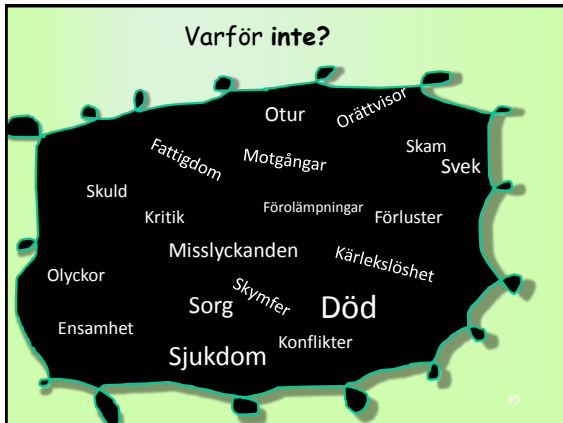 Varför inte?
Otur
Orättvisor
Fattigdom
Motgångar
Skam
Svek
Skuld
Kritik
Förolämpningar
Förluster
Misslyckanden
Kärlekslöshet
Olyckor
Skymfer
Sorg
Död
Ensamhet
Konflikter
Sjukdom
95